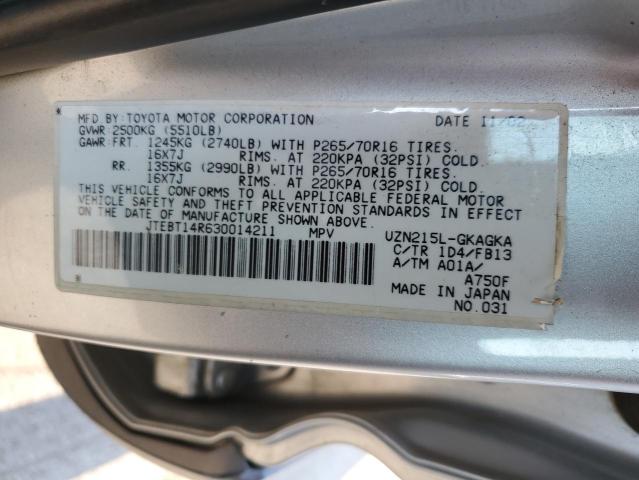 MFD.BY:TOYOTA MOTOR CORPORATION DATE 11/02
GVWR:2500KG (5510LB)
GAWR:FRT. 1245KG (2740LB) WITH P265/70R16 TIRES.
16X7J RIMS. AT 220KPA (32PSI) COLD.
RR. 1355KG (2990LB) WITH P265/70R16 TIRES.
16X7J RIMS. AT 220KPA (32PSI) COLD.
THIS VEHICLE CONFORMS TO ALL APPLICABLE FEDERAL MOTOR
VEHICLE SAFETY AND THEFT PREVENTION STANDARDS IN EFFECT
ON THE DATE OF MANUFACTURE SHOWN ABOVE.
JTEBT14R630014211 MPV UZN215L-GKAGKA
C/TR 1D4/FB13
A/TM A01A/
A750F
MADE IN JAPAN
NO.031